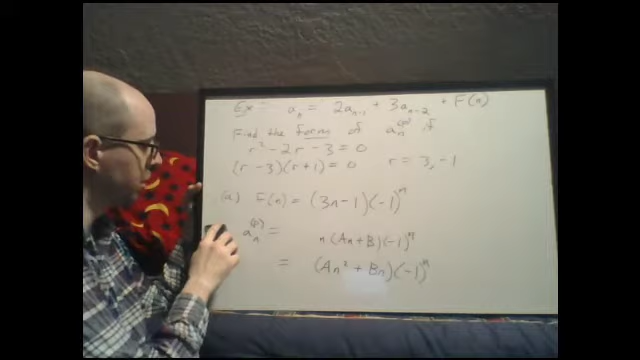 Ex:- aₙ = 2aₙ₋₁ + 3aₙ₋₂ + F(n)
Find the forms of aₙ⁽ᵖ⁾ if
r² - 2r - 3 = 0
(r - 3)(r + 1) = 0 r = 3, -1
(a) F(n) = (3n - 1)(-1)ⁿ
aₙ⁽ᵖ⁾ = n(An + B)(-1)ⁿ
= (An² + Bn)(-1)ⁿ